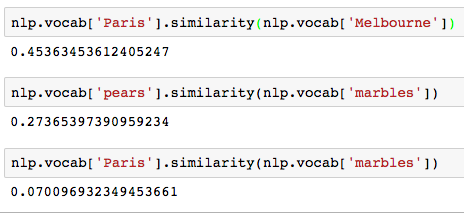 nlp.vocab['Paris'].similarity(nlp.vocab['Melbourne'])
0.45363453612405247
nlp.vocab['pears'].similarity(nlp.vocab['marbles'])
0.27365397390959234
nlp.vocab['Paris'].similarity(nlp.vocab['marbles'])
0.070096932349453661